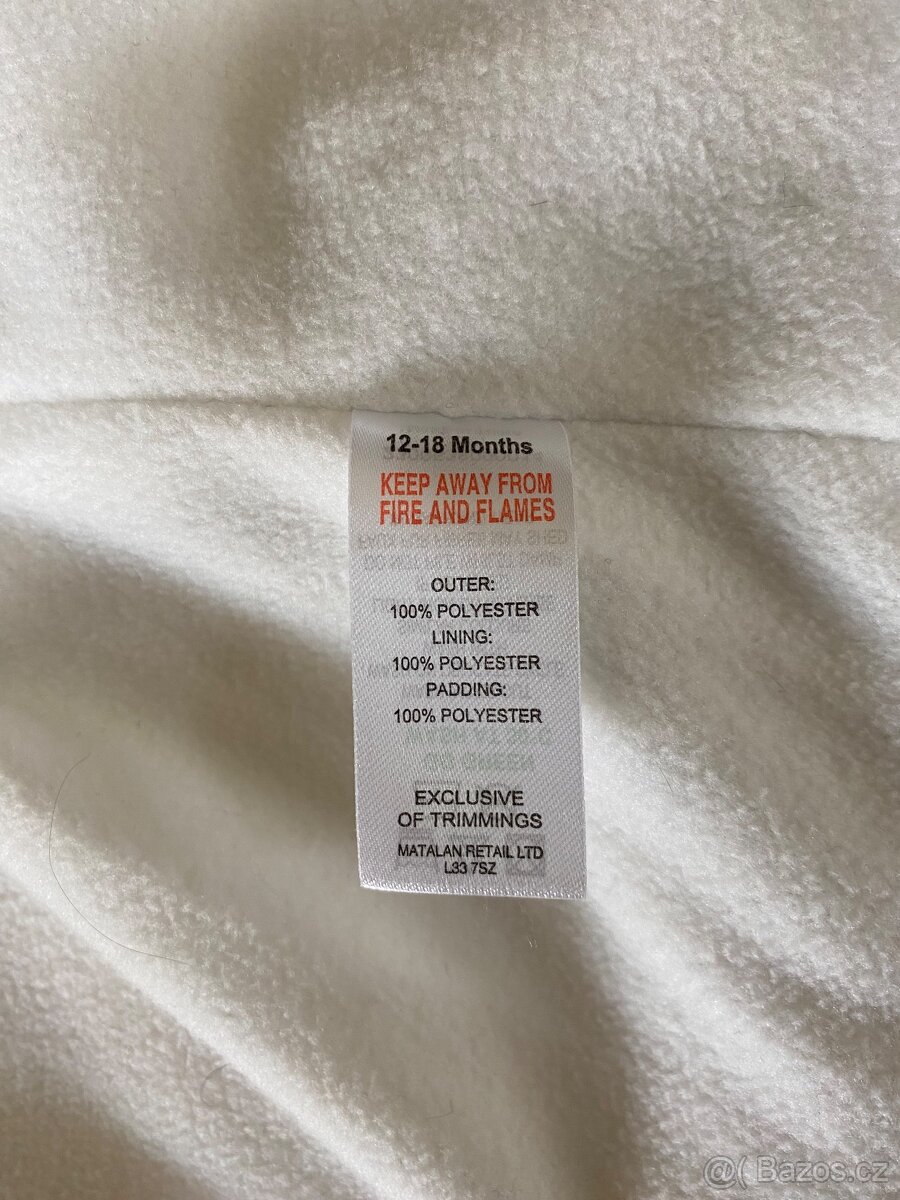 12-18 Months
KEEP AWAY FROM
FIRE AND FLAMES
OUTER:
100% POLYESTER
LINING:
100% POLYESTER
PADDING:
100% POLYESTER
EXCLUSIVE
OF TRIMMINGS
MATALAN RETAIL LTD
L33 7SZ
@( Bazos.cz